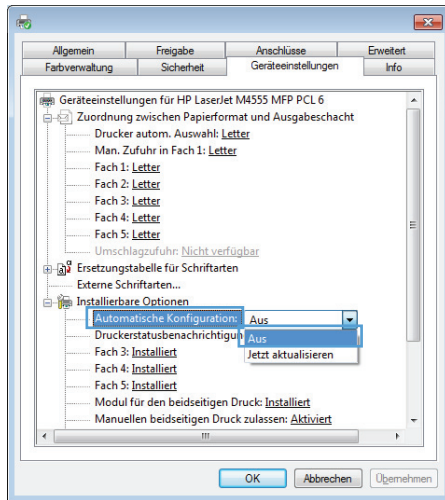 Allgemein Freigabe Anschlüsse Erweitert
Farbverwaltung Sicherheit Geräteeinstellungen Info
Geräteeinstellungen für HP LaserJet M4555 MFP PCL 6
Zuordnung zwischen Papierformat und Ausgabeschacht
Drucker autom. Auswahl: Letter
Man. Zufuhr in Fach 1: Letter
Fach 1: Letter
Fach 2: Letter
Fach 3: Letter
Fach 4: Letter
Fach 5: Letter
Umschlagzufuhr: Nicht verfügbar
Ersetzungstabelle für Schriftarten
Externe Schriftarten...
Installierbare Optionen
Automatische Konfiguration: Aus
Druckerstatusbenachrichtigun Aus
Fach 3: Installiert Jetzt aktualisieren
Fach 4: Installiert
Fach 5: Installiert
Modul für den beidseitigen Druck: Installiert
Manuellen beidseitigen Druck zulassen: Aktiviert
OK Abbrechen Übernehmen